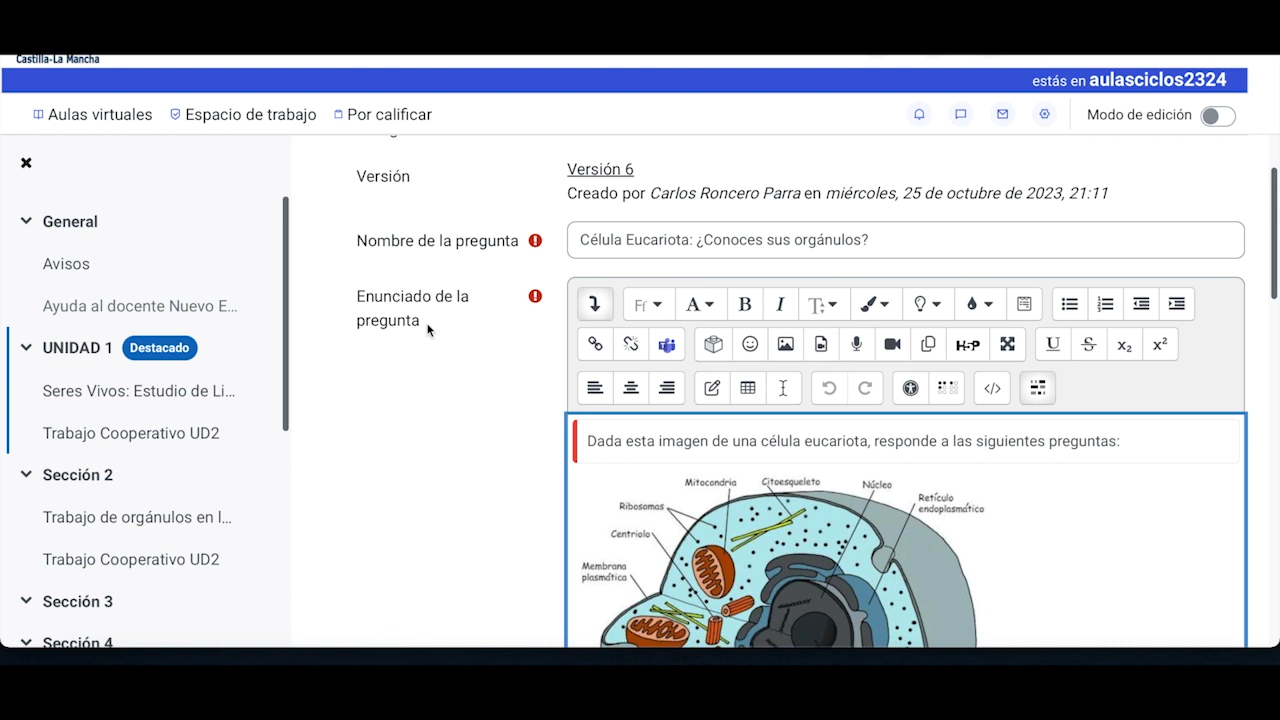 Castilla-La Mancha
estás en aulasciclos2324
Aulas virtuales
Espacio de trabajo
Por calificar
Modo de edición
General
Avisos
Ayuda al docente Nuevo E...
UNIDAD 1
Destacado
Seres Vivos: Estudio de Li...
Trabajo Cooperativo UD2
Sección 2
Trabajo de orgánulos en l...
Trabajo Cooperativo UD2
Sección 3
Sección 4
Versión
Versión 6
Creado por Carlos Roncero Parra en miércoles, 25 de octubre de 2023, 21:11
Nombre de la pregunta
Célula Eucariota: ¿Conoces sus orgánulos?
Enunciado de la
pregunta
Dada esta imagen de una célula eucariota, responde a las siguientes preguntas:
Mitocondria
Citoesqueleto
Núcleo
Retículo
endoplasmático
Ribosomas
Centriolo
Membrana
plasmática